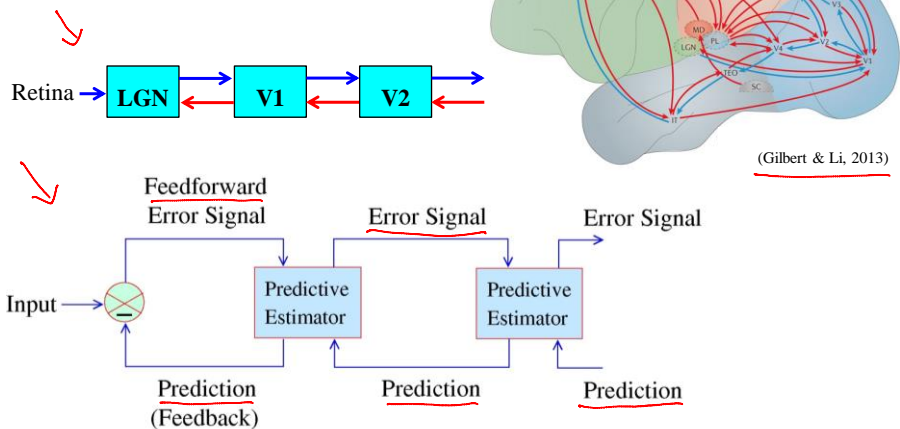 Retina
LGN
V1
V2
MD
PL
LGN
V4
V2
V3
V1
TEO
SC
IT
(Gilbert & Li, 2013)
Feedforward
Error Signal
Error Signal
Error Signal
Input
Predictive
Estimator
Predictive
Estimator
Prediction
(Feedback)
Prediction
Prediction